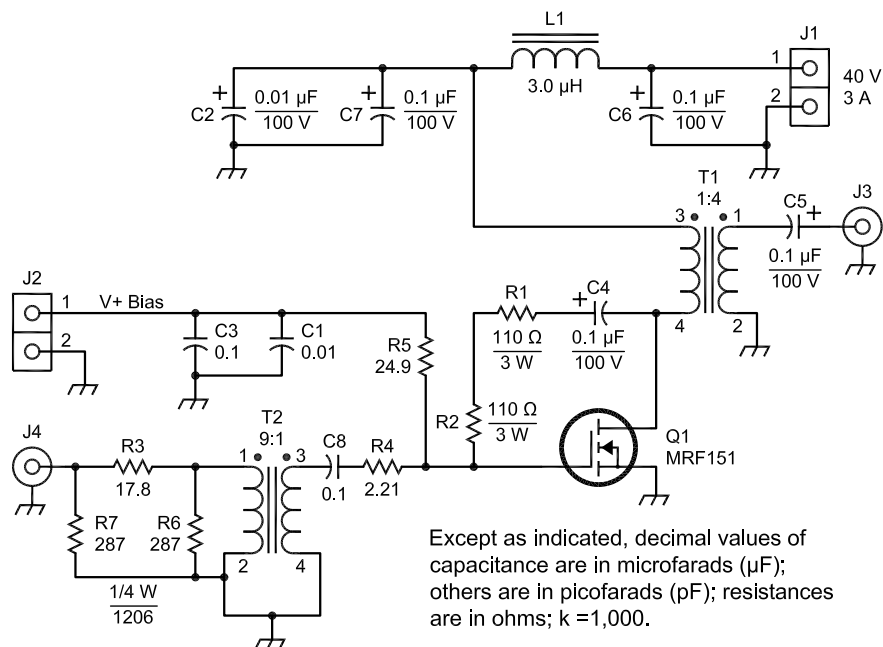 L1
3.0 µH
J1
1
2
40 V
3 A
+
C2
0.01 µF
100 V
+
C7
0.1 µF
100 V
+
C6
0.1 µF
100 V
T1
1:4
3
1
4
2
C5
+
0.1 µF
100 V
J3
J2
1
2
V+ Bias
C3
0.1
C1
0.01
R5
24.9
R1
110 Ω
3 W
+
C4
0.1 µF
100 V
R2
110 Ω
3 W
Q1
MRF151
J4
R3
17.8
R7
287
R6
287
1/4 W
1206
T2
9:1
1
3
2
4
C8
0.1
R4
2.21
Except as indicated, decimal values of
capacitance are in microfarads (µF);
others are in picofarads (pF); resistances
are in ohms; k =1,000.